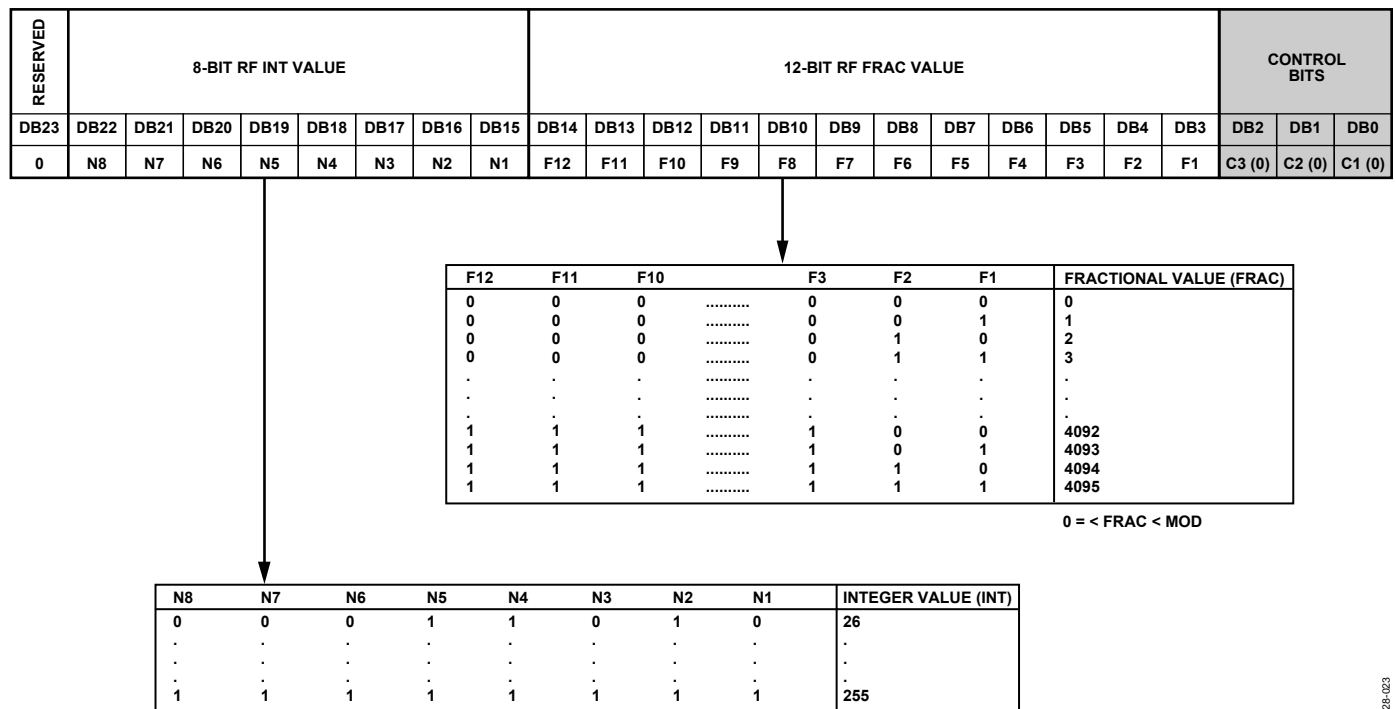 RESERVED
8-BIT RF INT VALUE
12-BIT RF FRAC VALUE
CONTROL
BITS
DB23 DB22 DB21 DB20 DB19 DB18 DB17 DB16 DB15 DB14 DB13 DB12 DB11 DB10 DB9 DB8 DB7 DB6 DB5 DB4 DB3 DB2 DB1 DB0
0 N8 N7 N6 N5 N4 N3 N2 N1 F12 F11 F10 F9 F8 F7 F6 F5 F4 F3 F2 F1 C3 (0) C2 (0) C1 (0)
F12 F11 F10 F3 F2 F1 FRACTIONAL VALUE (FRAC)
0 0 0 .......... 0 0 0 0
0 0 0 .......... 0 0 1 1
0 0 0 .......... 0 1 0 2
0 0 0 .......... 0 1 1 3
. . . .......... . . . .
. . . .......... . . . .
. . . .......... . . . .
1 1 1 .......... 1 0 0 4092
1 1 1 .......... 1 0 1 4093
1 1 1 .......... 1 1 0 4094
1 1 1 .......... 1 1 1 4095
0 = < FRAC < MOD
N8 N7 N6 N5 N4 N3 N2 N1 INTEGER VALUE (INT)
0 0 0 1 1 0 1 0 26
. . . . . . . . .
. . . . . . . . .
. . . . . . . . .
1 1 1 1 1 1 1 1 255
28-023